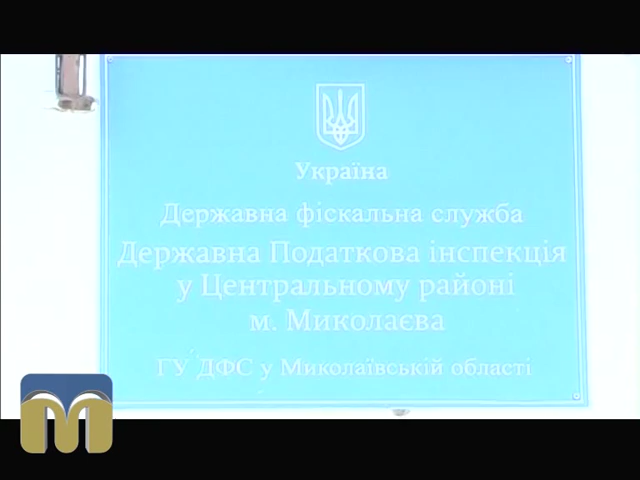 Україна
Державна фіскальна служба
Державна Податкова інспекція
у Центральному районі
м. Миколаєва
ГУ ДФС у Миколаївській області